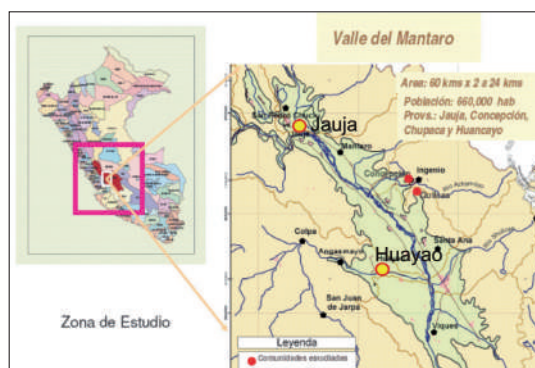 Valle del Mantaro
Area: 60 kms x 2 a 24 kms
Población: 660,000 hab
Provs.: Jauja, Concepción,
Chupaca y Huancayo
Jauja
Mantaro
Ingenio
Santa Ana
Huayao
Colpa
Angasmayo
San Juan
de Jarpa
Viques
Zona de Estudio
Leyenda
Comunidades estudiadas